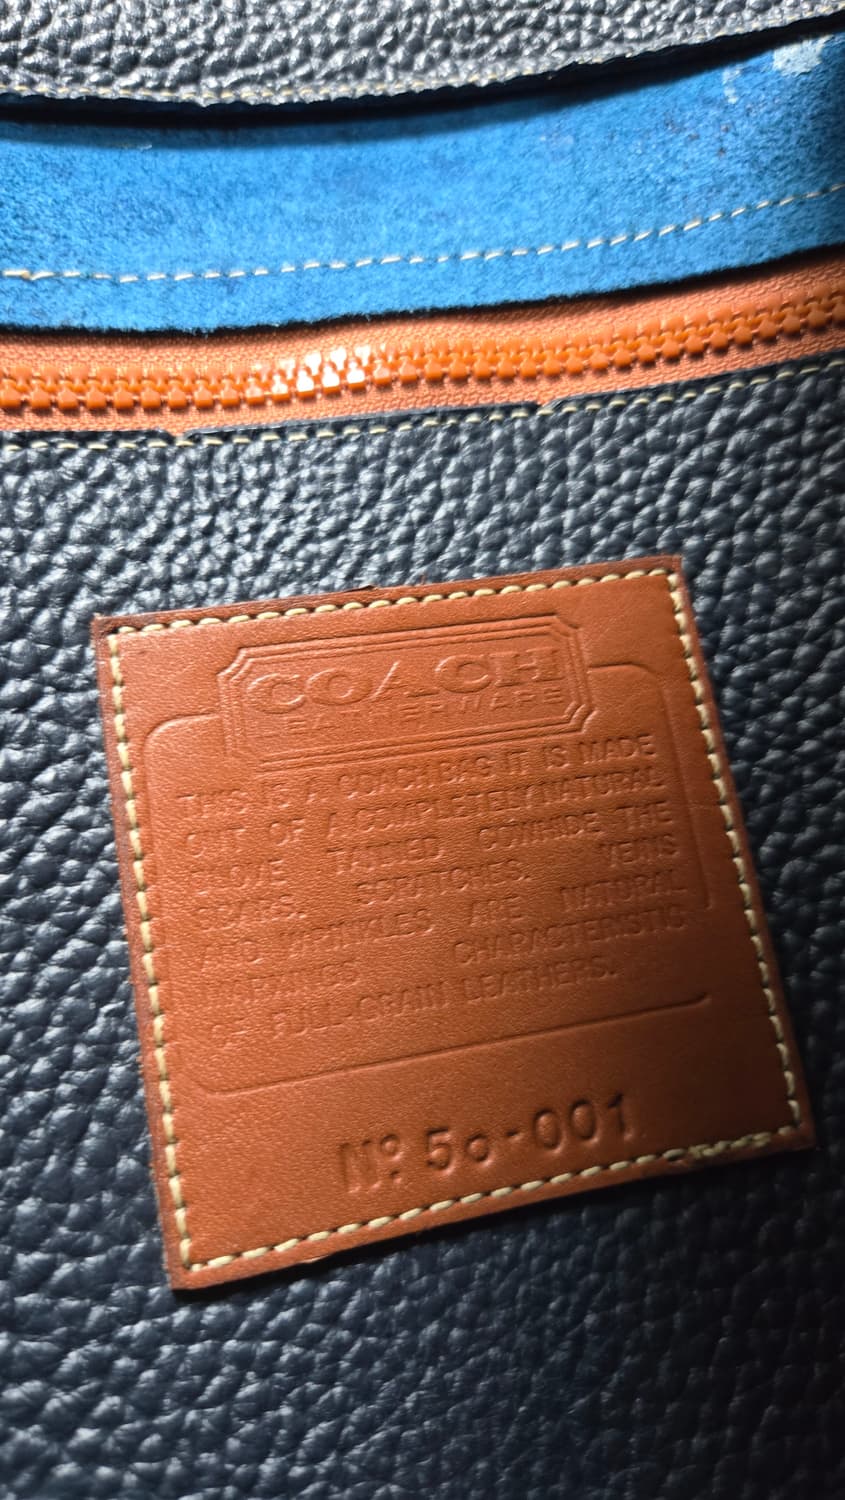 COACH
LEATHERWARE
THIS IS A COACH BAG IT IS MADE
OUT OF A COMPLETELY NATURAL
GLOVE TANNED COWHIDE THE
SCARS. SCRATCHES. VEINS
AND WRINKLES ARE NATURAL
MARKINGS CHARACTERISTIC
OF FULL-GRAIN LEATHERS.
Nº 5o-001